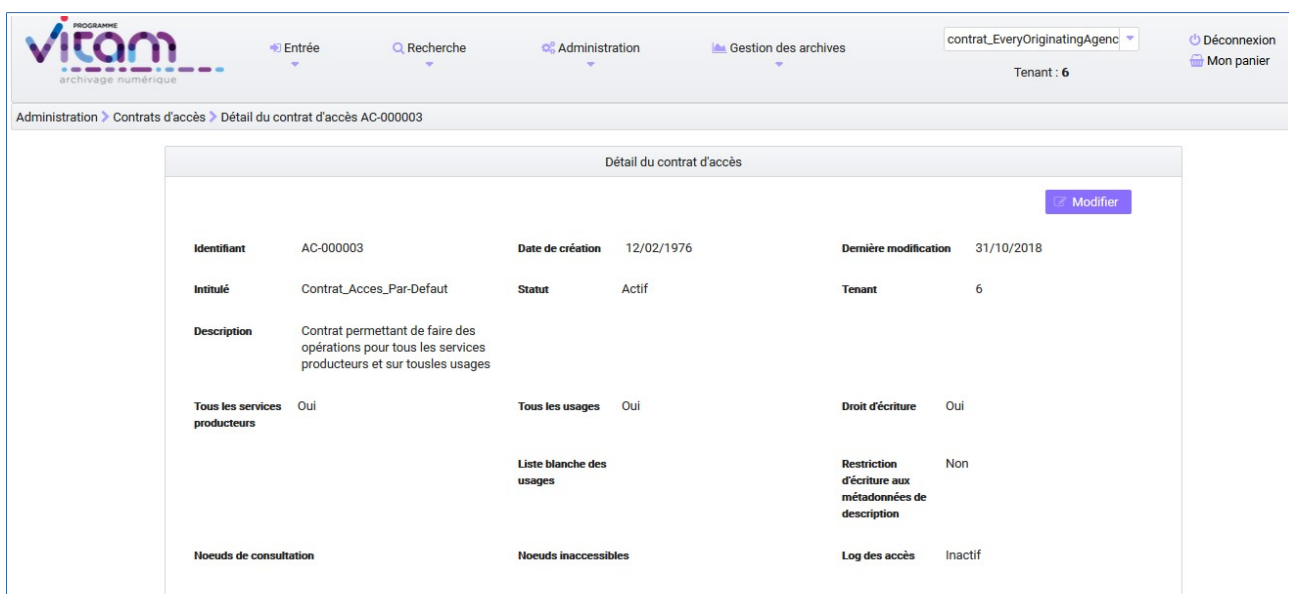 PROGRAMME
vitam
archivage numérique
Entrée
Recherche
Administration
Gestion des archives
contrat_EveryOriginatingAgenc
Tenant : 6
Déconnexion
Mon panier
Administration > Contrats d'accès > Détail du contrat d'accès AC-000003
Détail du contrat d'accès
Modifier
Identifiant AC-000003 Date de création 12/02/1976 Dernière modification 31/10/2018
Intitulé Contrat_Acces_Par-Defaut Statut Actif Tenant 6
Description Contrat permettant de faire des
opérations pour tous les services
producteurs et sur tousles usages
Tous les services Oui Tous les usages Oui Droit d'écriture Oui
producteurs
Liste blanche des Restriction Non
usages d'écriture aux
métadonnées de
description
Noeuds de consultation Noeuds inaccessibles Log des accès Inactif